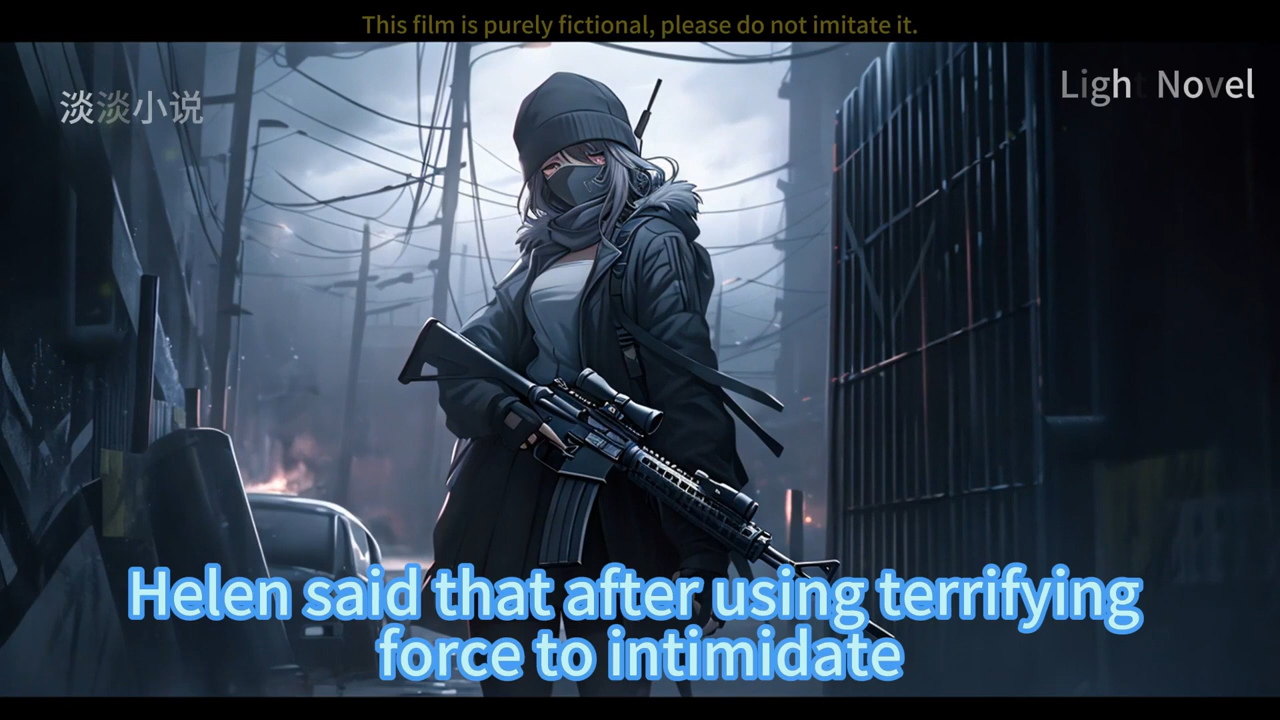 This film is purely fictional, please do not imitate it.
淡淡小说
Light Novel
Helen said that after using terrifying
force to intimidate